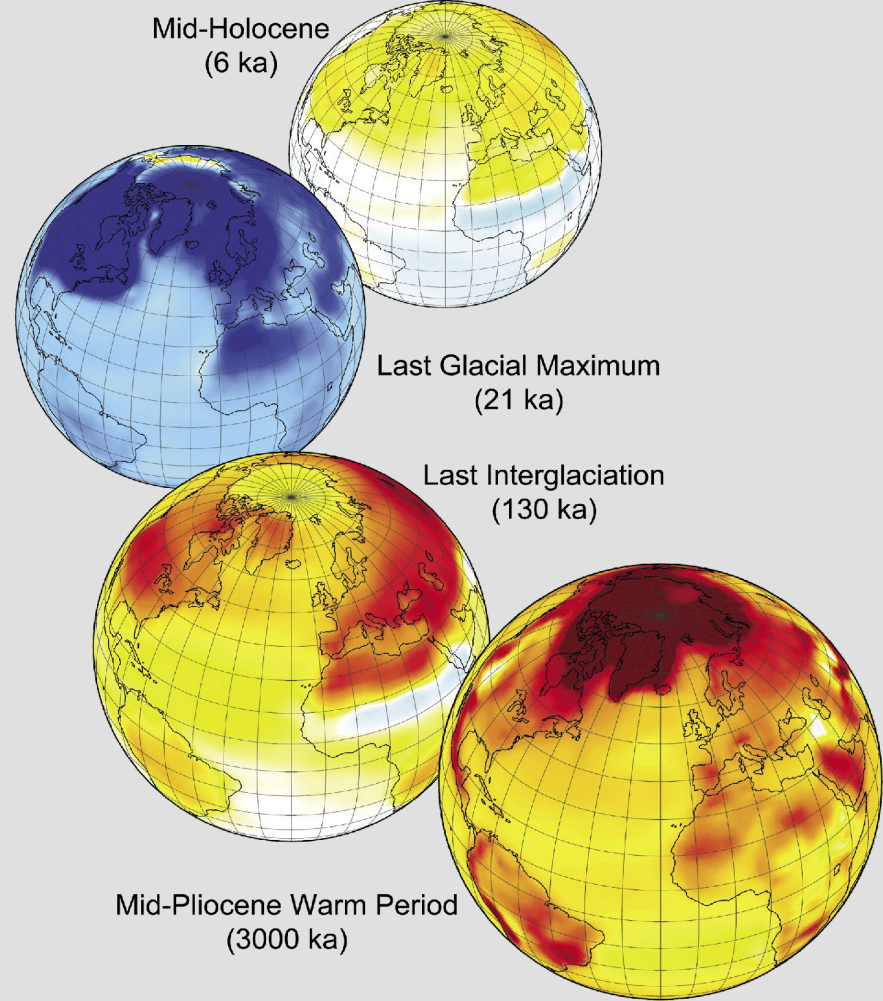 Mid-Holocene
(6 ka)
Last Glacial Maximum
(21 ka)
Last Interglaciation
(130 ka)
Mid-Pliocene Warm Period
(3000 ka)